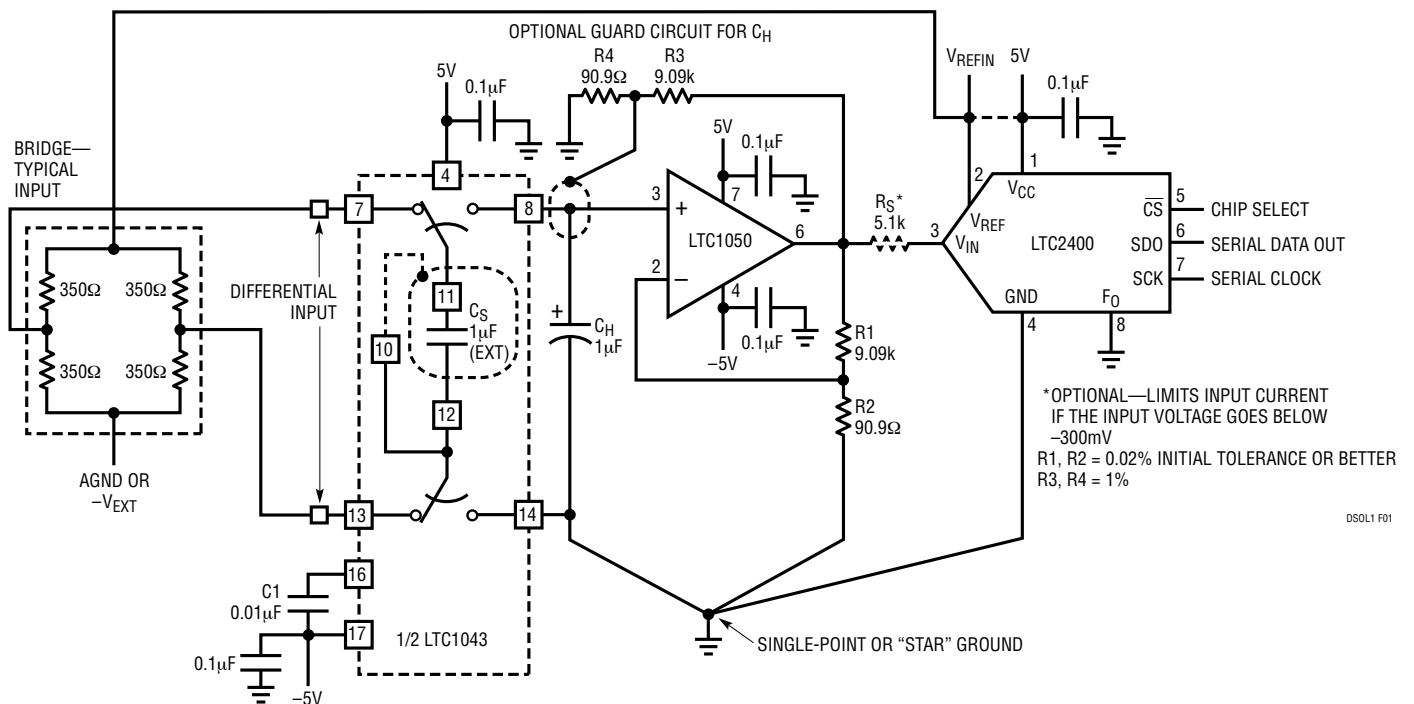 OPTIONAL GUARD CIRCUIT FOR CH
R4
90.9Ω
R3
9.09k
5V
0.1µF
VREFIN
5V
0.1µF
BRIDGE—
TYPICAL
INPUT
4
5V
0.1µF
7
8
3
+
7
LTC1050
6
2
–
4
0.1µF
–5V
RS*
5.1k
3
2
1
VCC
VREF
VIN
LTC2400
GND
4
FO
8
CS
5
CHIP SELECT
SDO
6
SERIAL DATA OUT
SCK
7
SERIAL CLOCK
350Ω
350Ω
350Ω
350Ω
DIFFERENTIAL
INPUT
11
CS
1µF
(EXT)
10
12
+
CH
1µF
R1
9.09k
R2
90.9Ω
AGND OR
–VEXT
13
14
16
C1
0.01µF
17
1/2 LTC1043
0.1µF
–5V
SINGLE-POINT OR “STAR” GROUND
*OPTIONAL—LIMITS INPUT CURRENT
IF THE INPUT VOLTAGE GOES BELOW
–300mV
R1, R2 = 0.02% INITIAL TOLERANCE OR BETTER
R3, R4 = 1%
DSOL1 F01